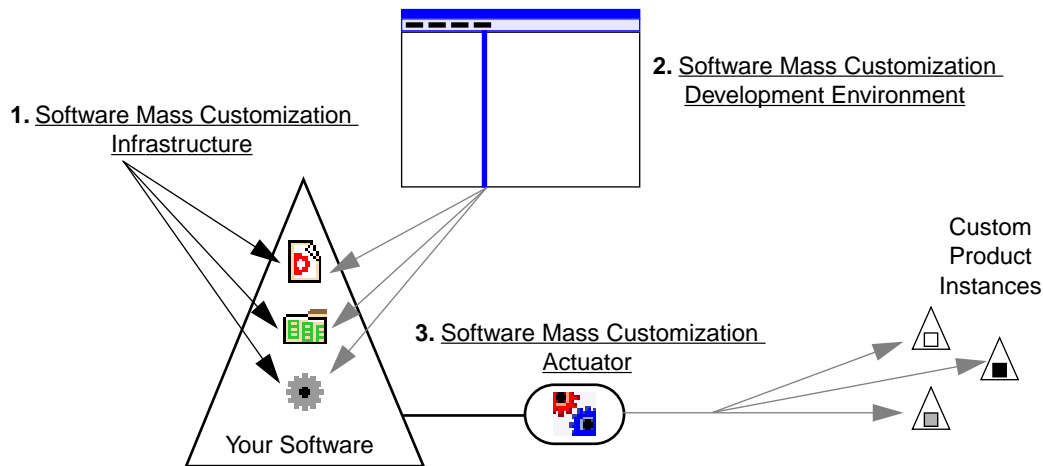 2. Software Mass Customization
Development Environment
1. Software Mass Customization
Infrastructure
Custom
Product
Instances
3. Software Mass Customization
Actuator
Your Software